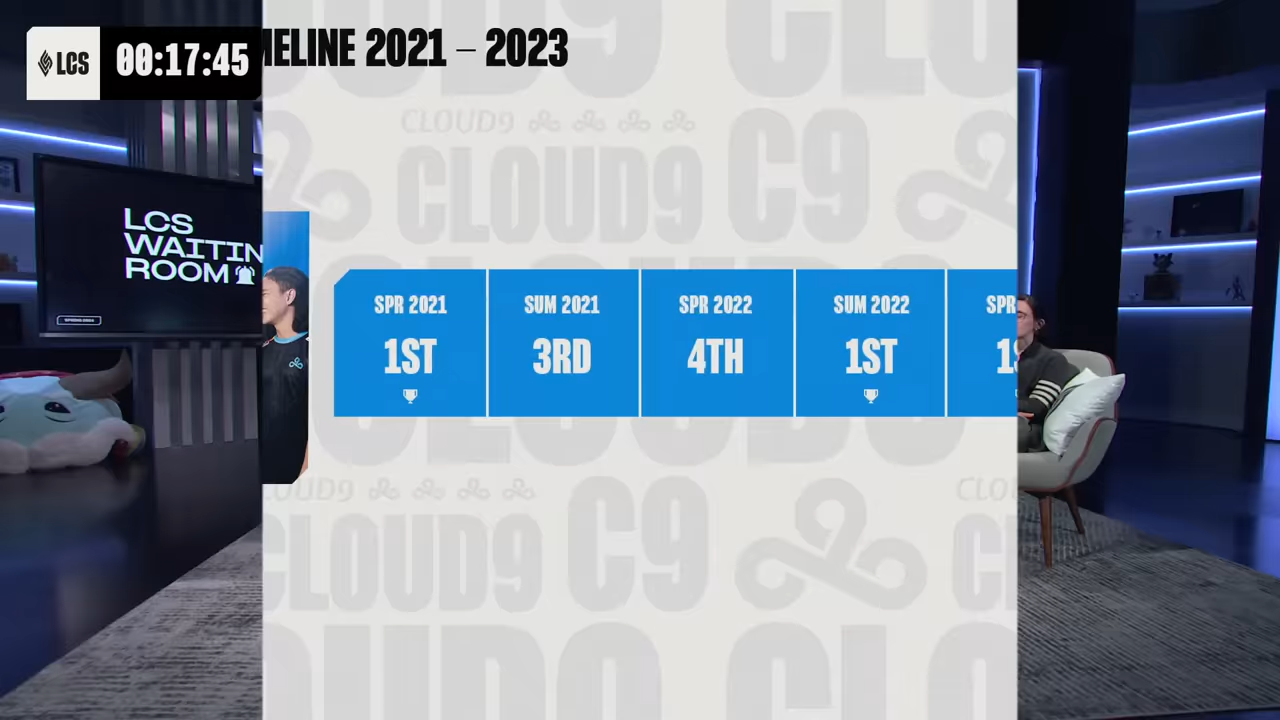 LCS 00:17:45
MELINE 2021 – 2023
LCS
WAITIN
ROOM
CLOUD9
CLOUD9 C9
SPR 2021 SUM 2021 SPR 2022 SUM 2022 SPR
1ST 3RD 4TH 1ST
CLOUD9
CLOUD9 C9